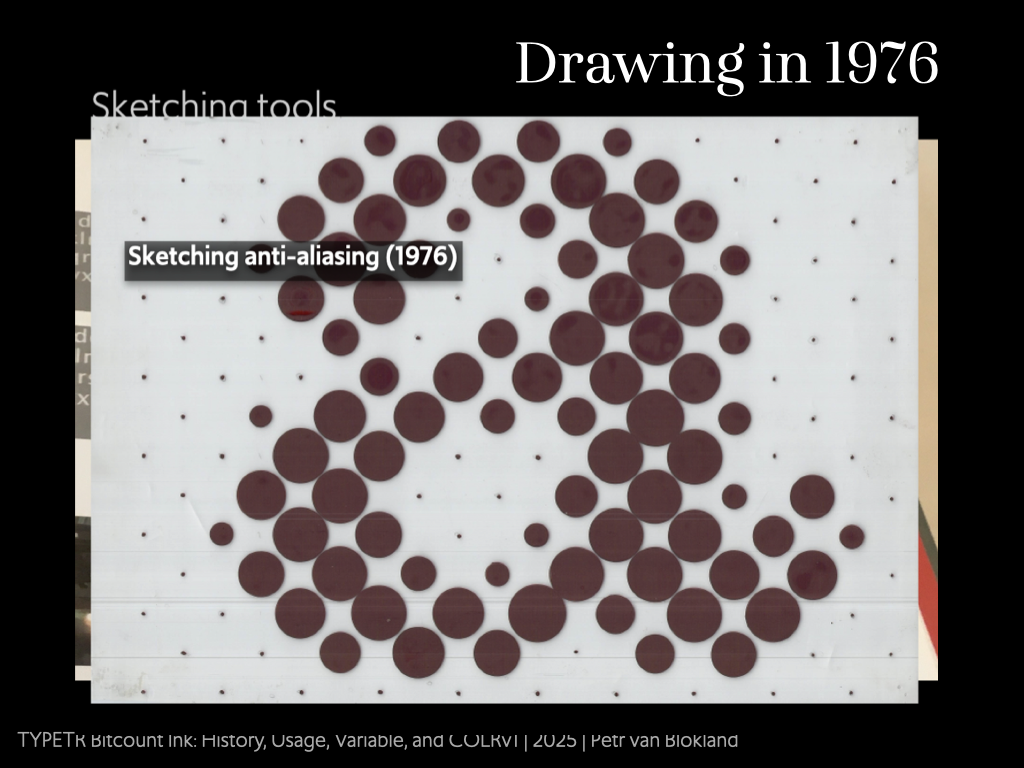 Drawing in 1976
Sketching tools
Sketching anti-aliasing (1976)
TYPETR Bitcount Ink: History, Usage, Variable, and COLRv1 | 2025 | Petr van Blokland